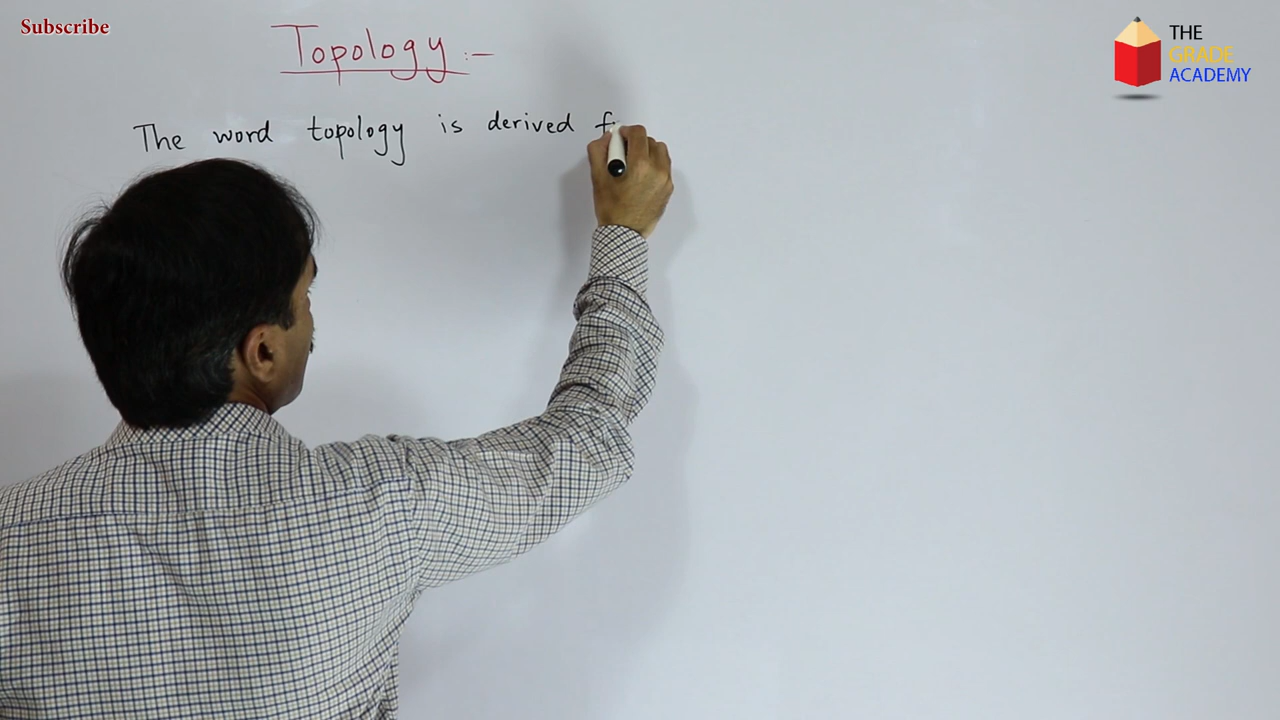 Subscribe
Topology :-
THE
GRADE
ACADEMY
The word topology is derived f